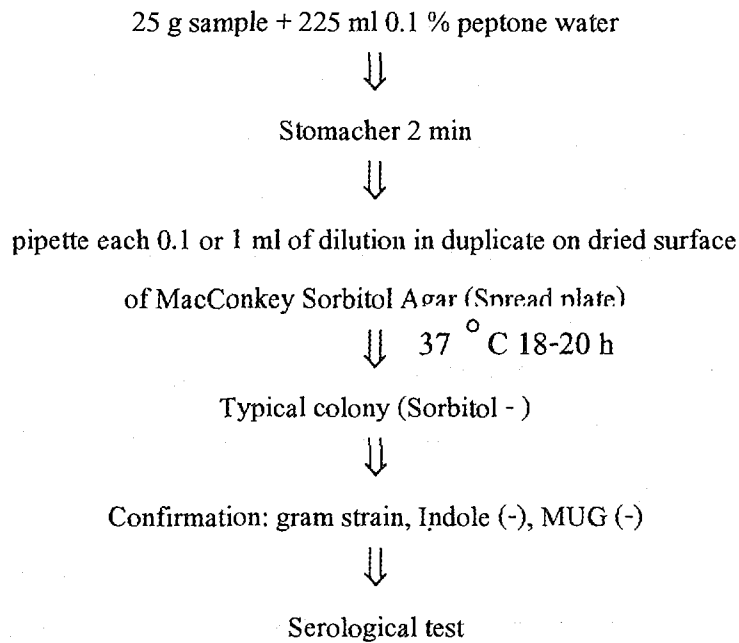 25 g sample + 225 ml 0.1 % peptone water
⇓
Stomacher 2 min
⇓
pipette each 0.1 or 1 ml of dilution in duplicate on dried surface
of MacConkey Sorbitol Agar (Spread plate)
⇓ 37 °C 18-20 h
Typical colony (Sorbitol - )
⇓
Confirmation: gram strain, Indole (-), MUG (-)
⇓
Serological test